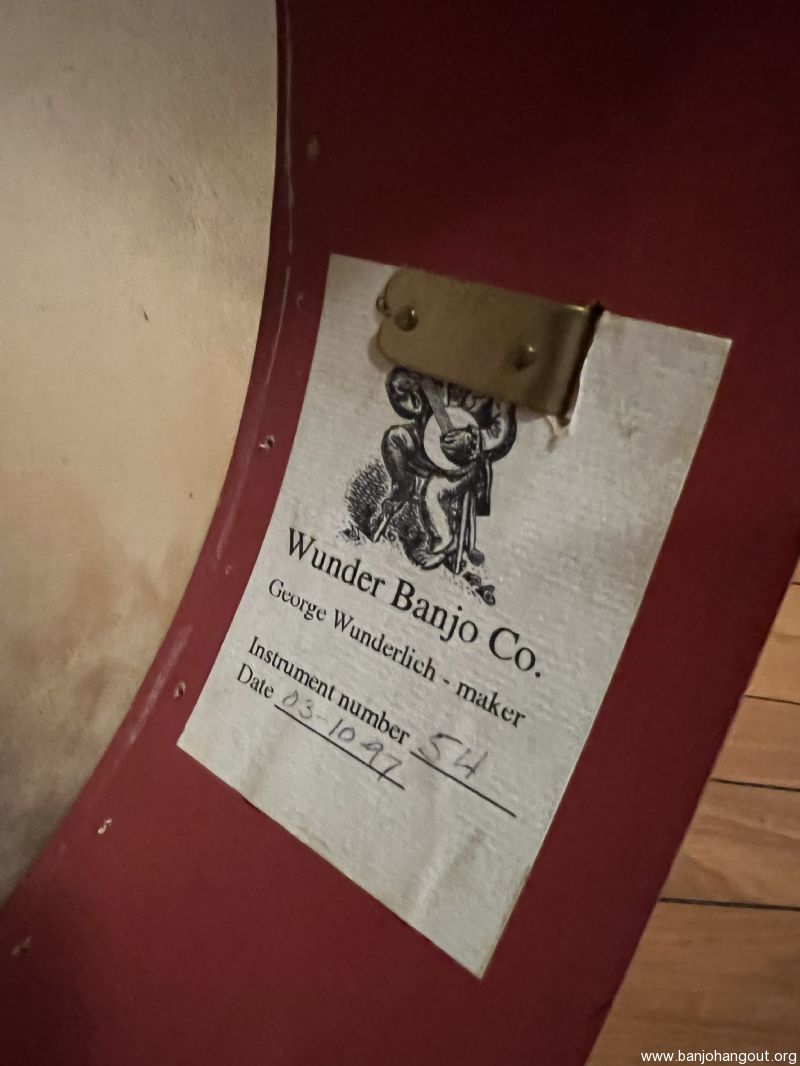 Wunder Banjo Co.
George Wunderlich - maker
Instrument number 54
Date 03-10-97
www.banjohangout.org